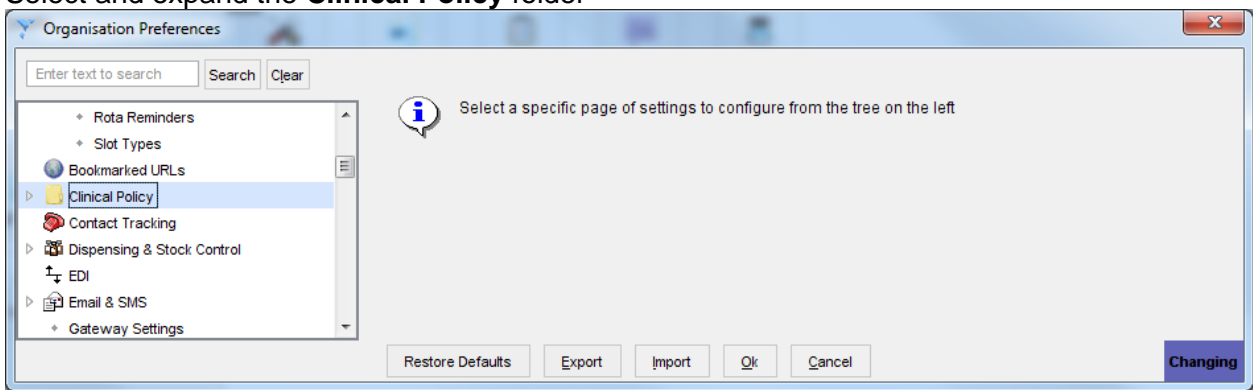 Select and expand the Clinical Policy folder
Organisation Preferences
Enter text to search Search Clear
Select a specific page of settings to configure from the tree on the left
Rota Reminders
Slot Types
Bookmarked URLs
Clinical Policy
Contact Tracking
Dispensing & Stock Control
EDI
Email & SMS
Gateway Settings
Restore Defaults Export Import Ok Cancel Changing